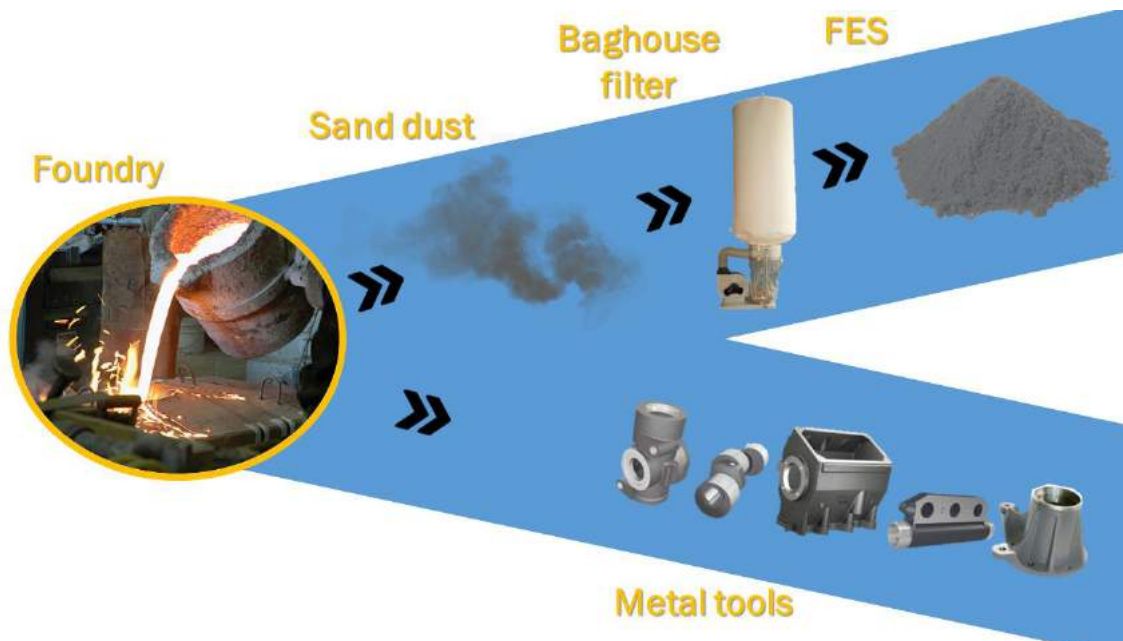 Foundry
Sand dust
Baghouse
filter
FES
Metal tools